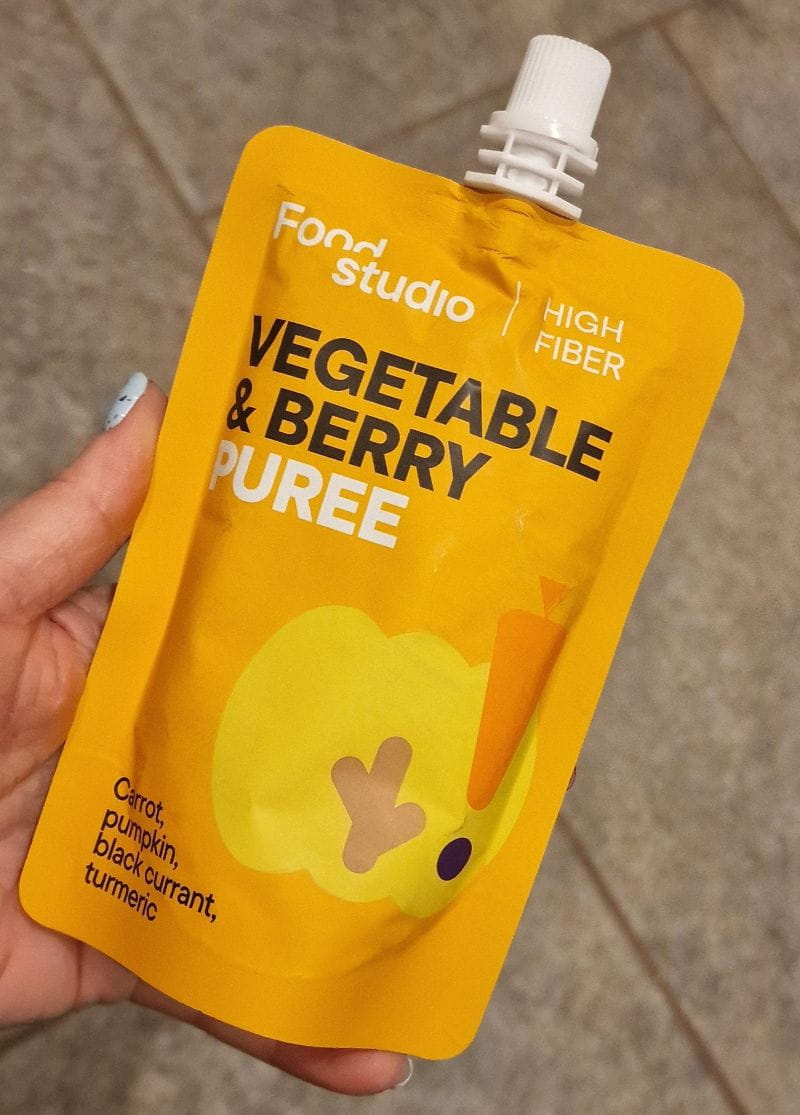 Food
studio
HIGH
FIBER
VEGETABLE
& BERRY
PUREE
Carrot,
pumpkin,
black currant,
turmeric